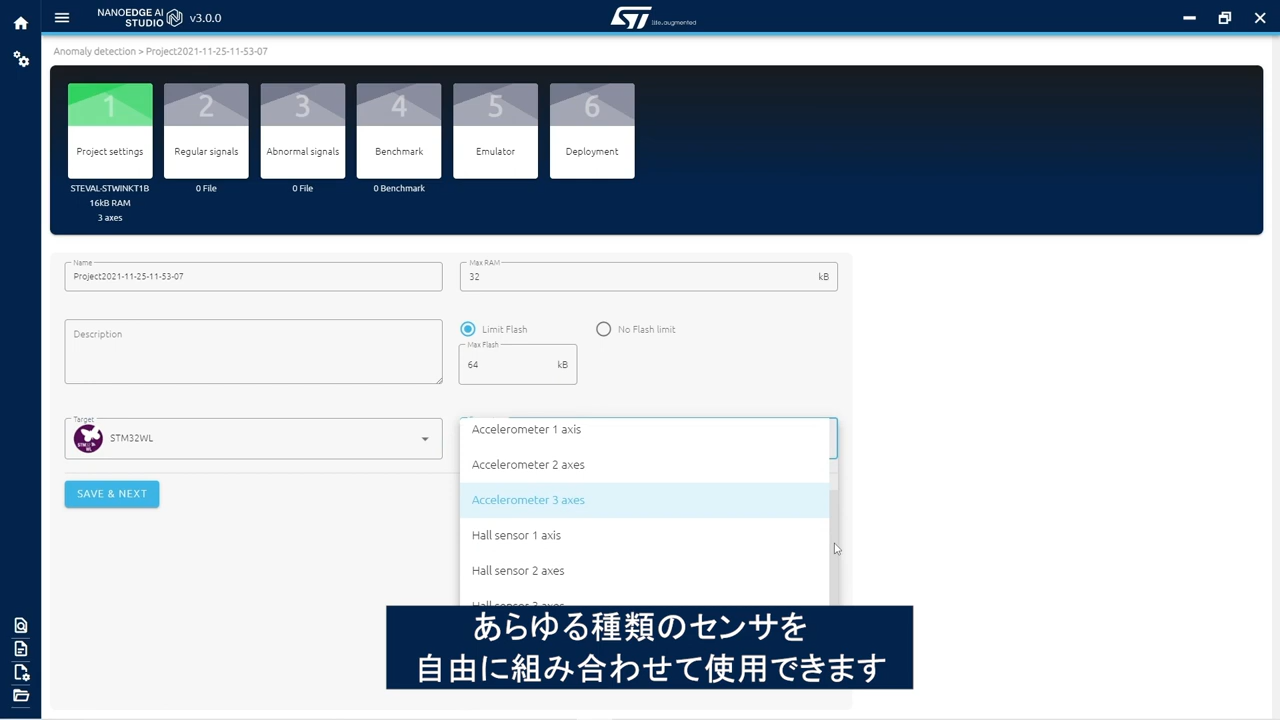 NANOEDGE AI
STUDIO
v3.0.0
ST
life.augmented
Anomaly detection > Project2021-11-25-11-53-07
1
2
3
4
5
6
Project settings
Regular signals
Abnormal signals
Benchmark
Emulator
Deployment
STEVAL-STWINKT1B
0 File
0 File
0 Benchmark
16kB RAM
3 axes
Name
Project2021-11-25-11-53-07
Max RAM
32
kB
Description
Limit Flash
No Flash limit
Max Flash
64
kB
Target
STM32WL
Accelerometer 1 axis
Accelerometer 2 axes
Accelerometer 3 axes
Hall sensor 1 axis
Hall sensor 2 axes
SAVE & NEXT
あらゆる種類のセンサを
自由に組み合わせて使用できます